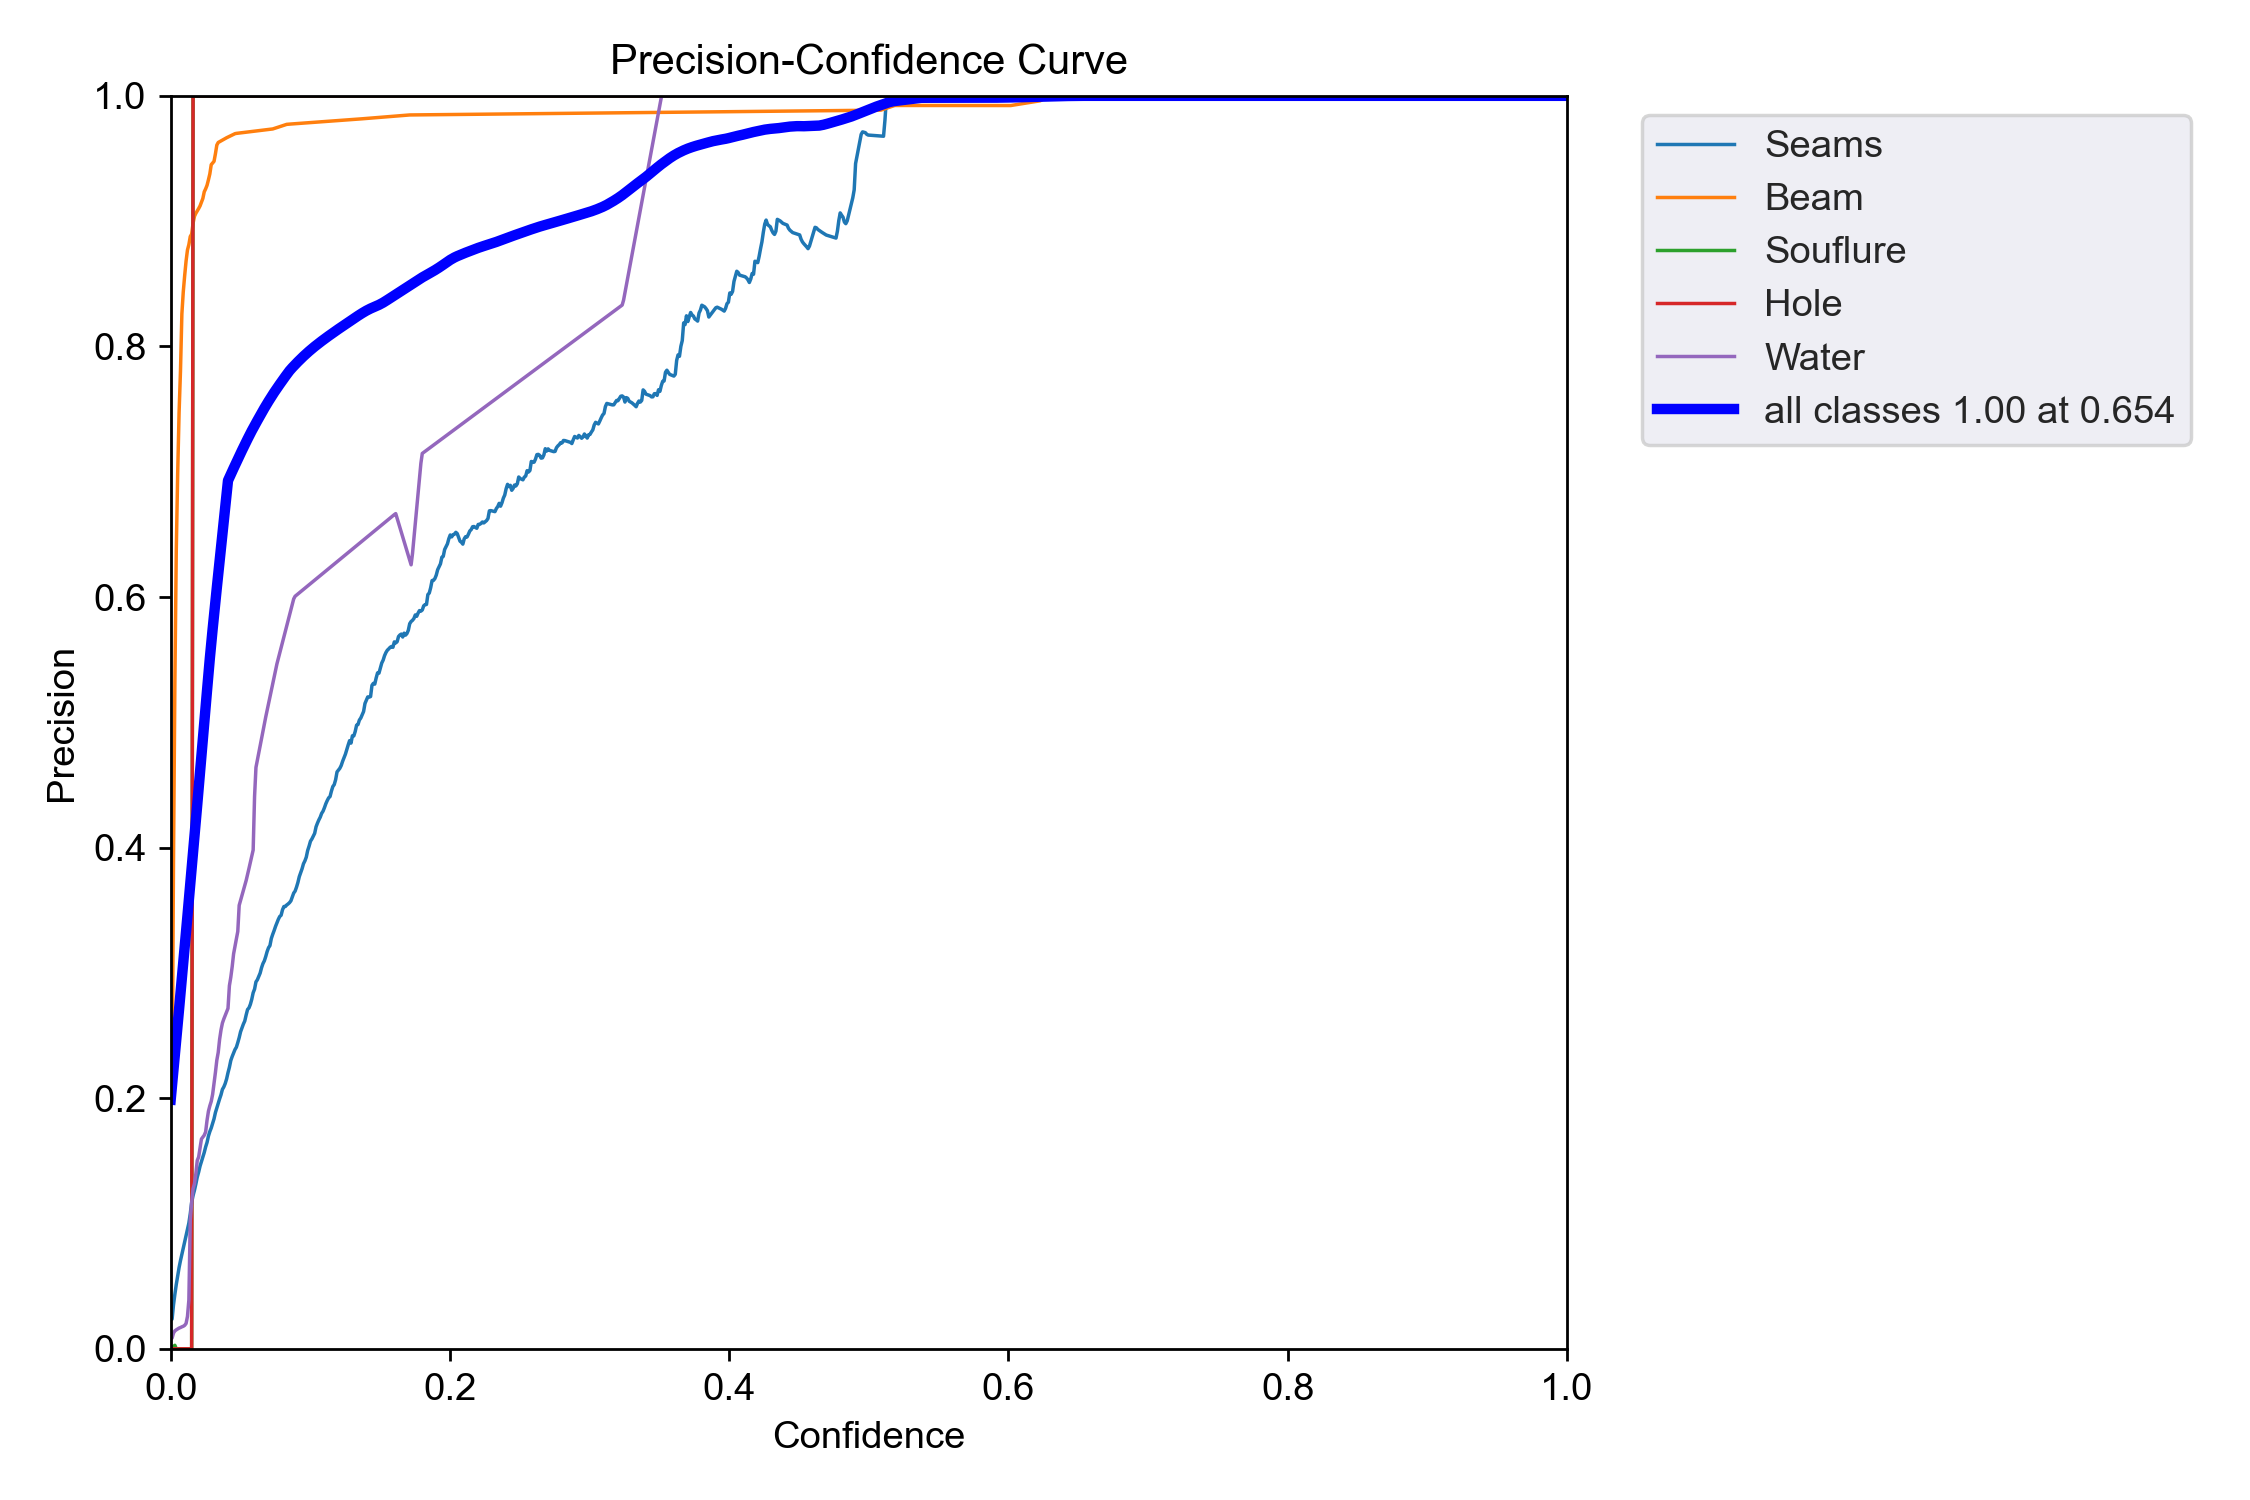 Precision-Confidence Curve
1.0
0.8
0.6
0.4
0.2
0.0
Precision
0.0 0.2 0.4 0.6 0.8 1.0
Confidence
Seams
Beam
Souflure
Hole
Water
all classes 1.00 at 0.654